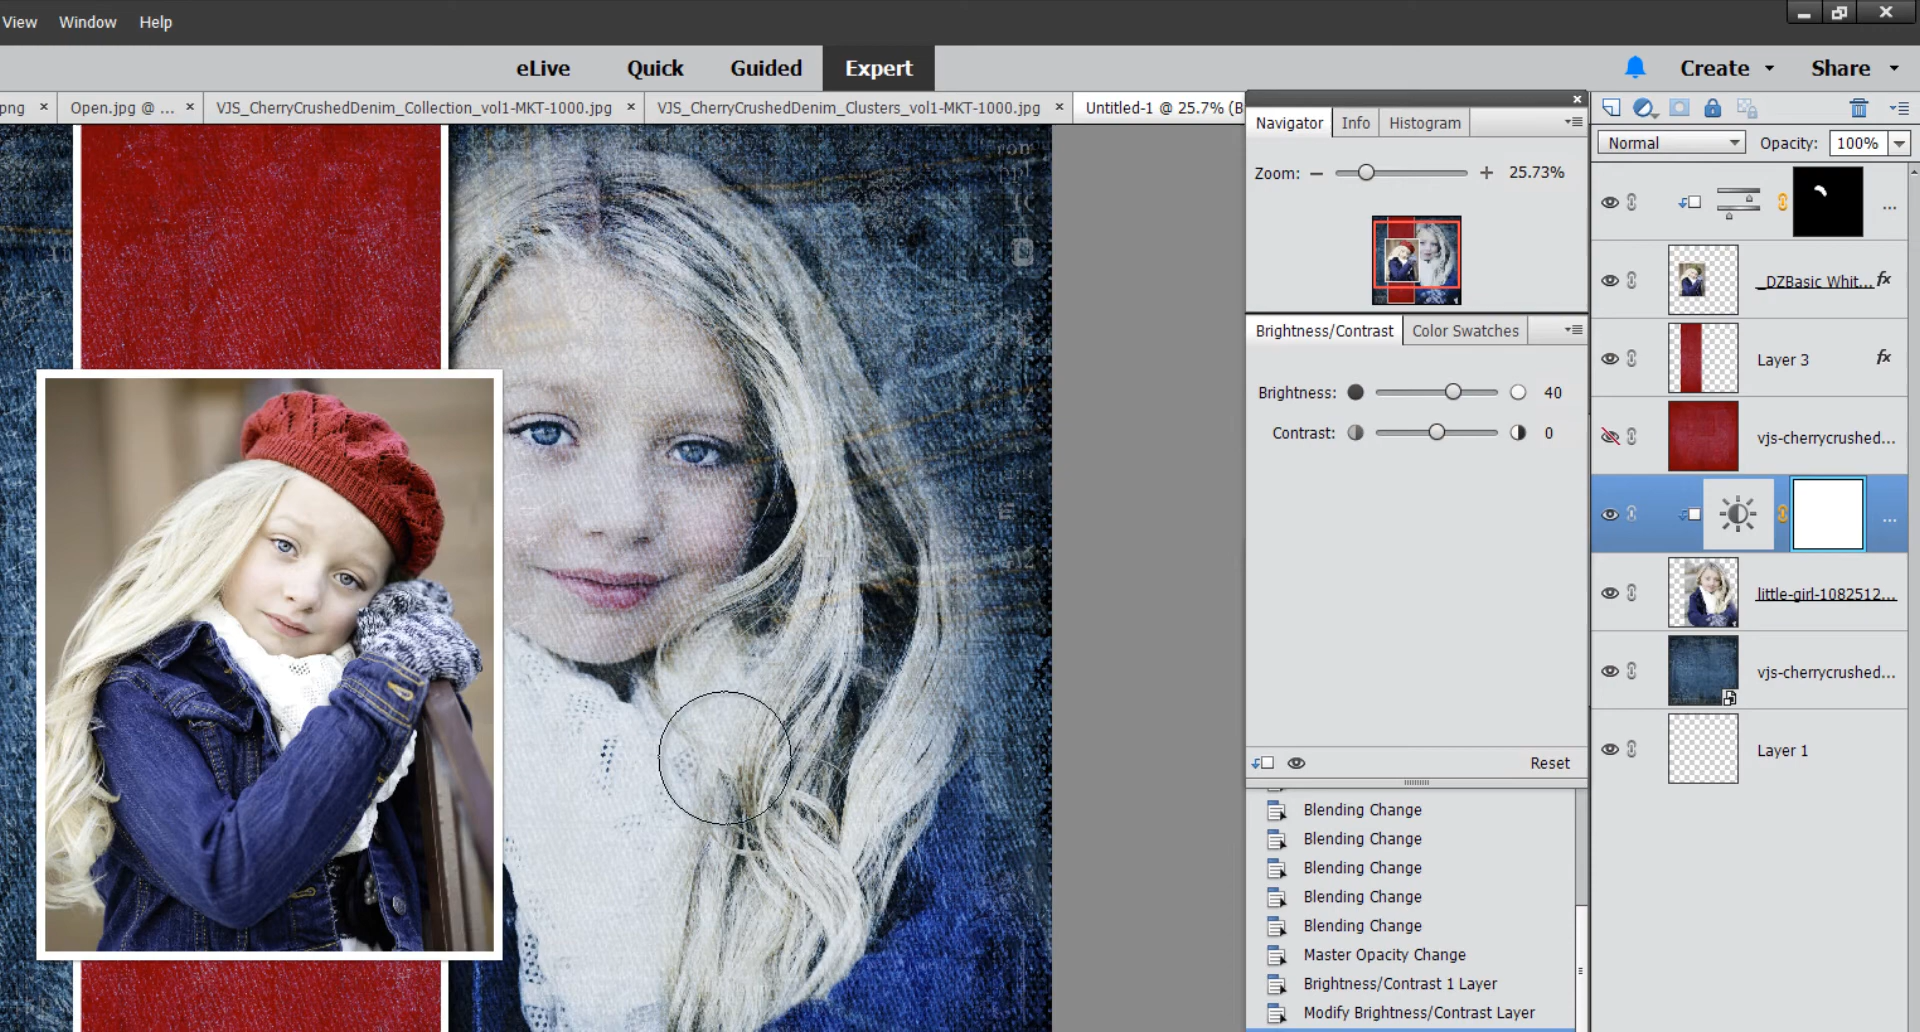 View Window Help
eLive Quick Guided Expert Create Share
png × Open.jpg @ ... × VJS_CherryCrushedDenim_Collection_vol1-MKT-1000.jpg × VJS_CherryCrushedDenim_Clusters_vol1-MKT-1000.jpg × Untitled-1 @ 25.7% (B
Navigator Info Histogram
Zoom: 25.73%
Brightness/Contrast Color Swatches
Brightness: 40
Contrast: 0
Reset
Blending Change
Blending Change
Blending Change
Blending Change
Blending Change
Master Opacity Change
Brightness/Contrast 1 Layer
Modify Brightness/Contrast Layer
Normal Opacity: 100%
...
_DZBasic Whit... fx
Layer 3 fx
vjs-cherrycrushed...
...
little-girl-1082512...
vjs-cherrycrushed...
Layer 1